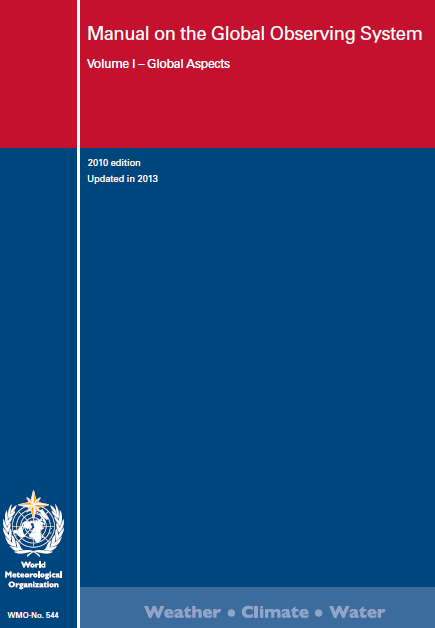 Manual on the Global Observing System
Volume I – Global Aspects
2010 edition
Updated in 2013
World
Meteorological
Organization
WMO-No. 544
Weather • Climate • Water